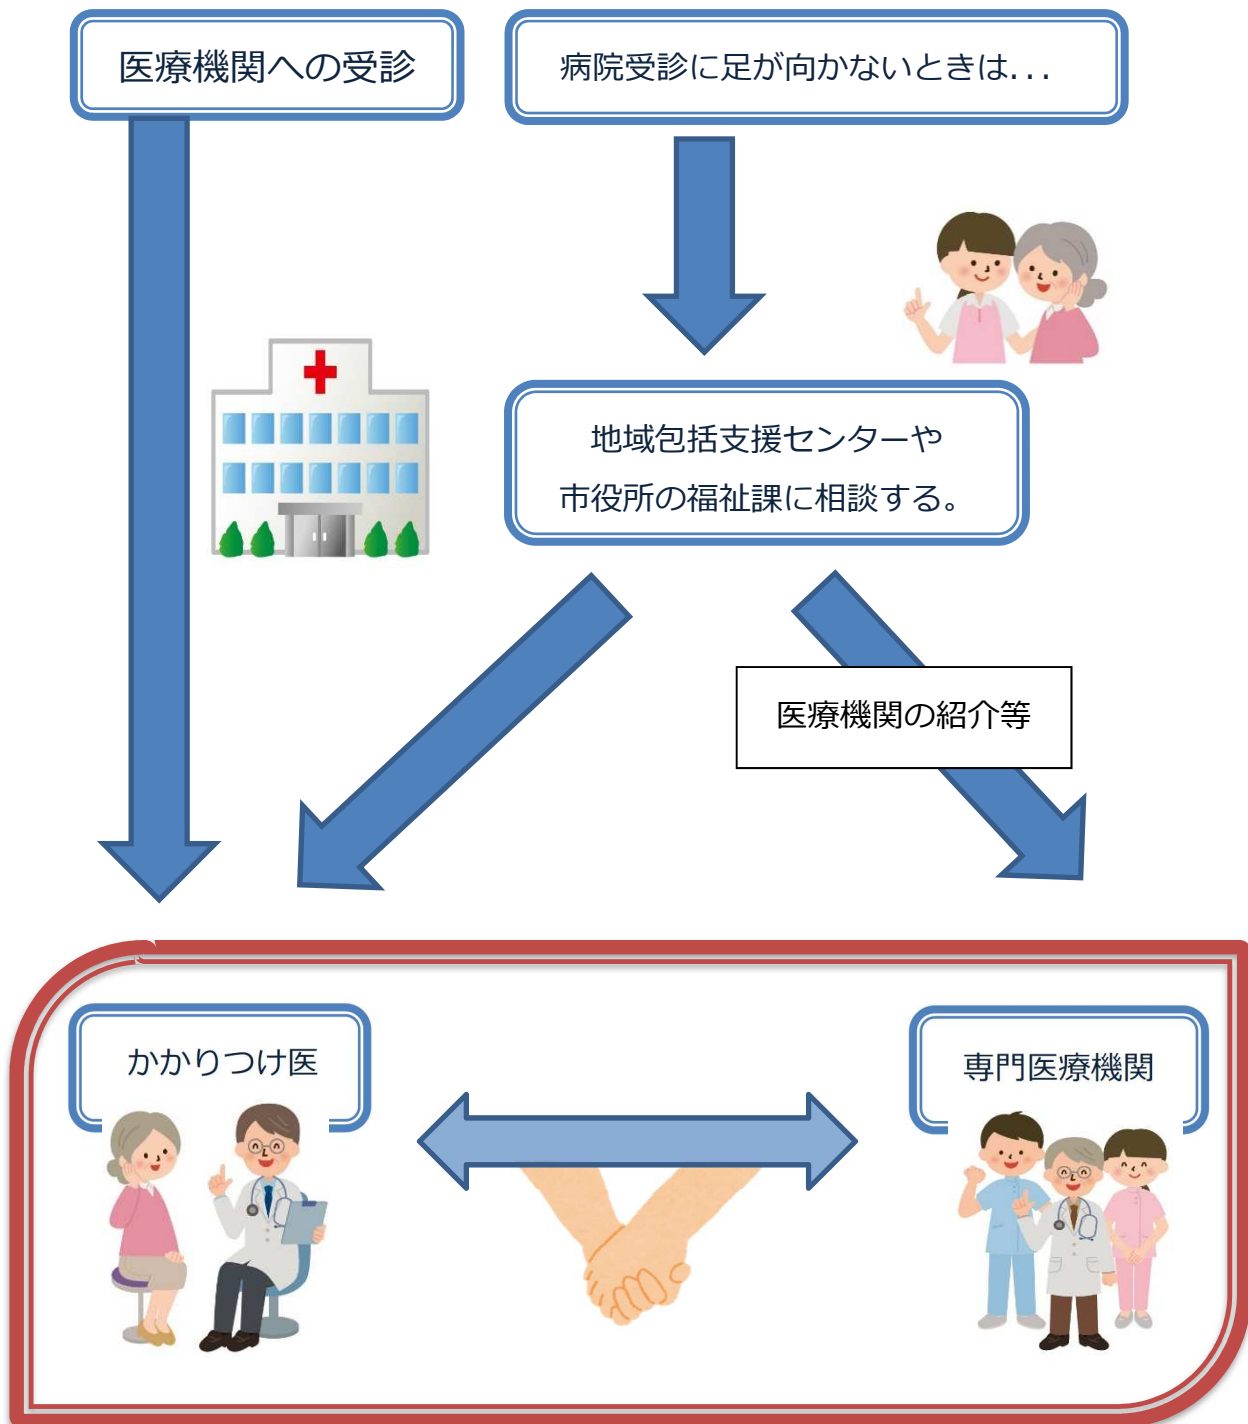 医療機関への受診
病院受診に足が向かないときは...
地域包括支援センターや
市役所の福祉課に相談する。
医療機関の紹介等
かかりつけ医
専門医療機関